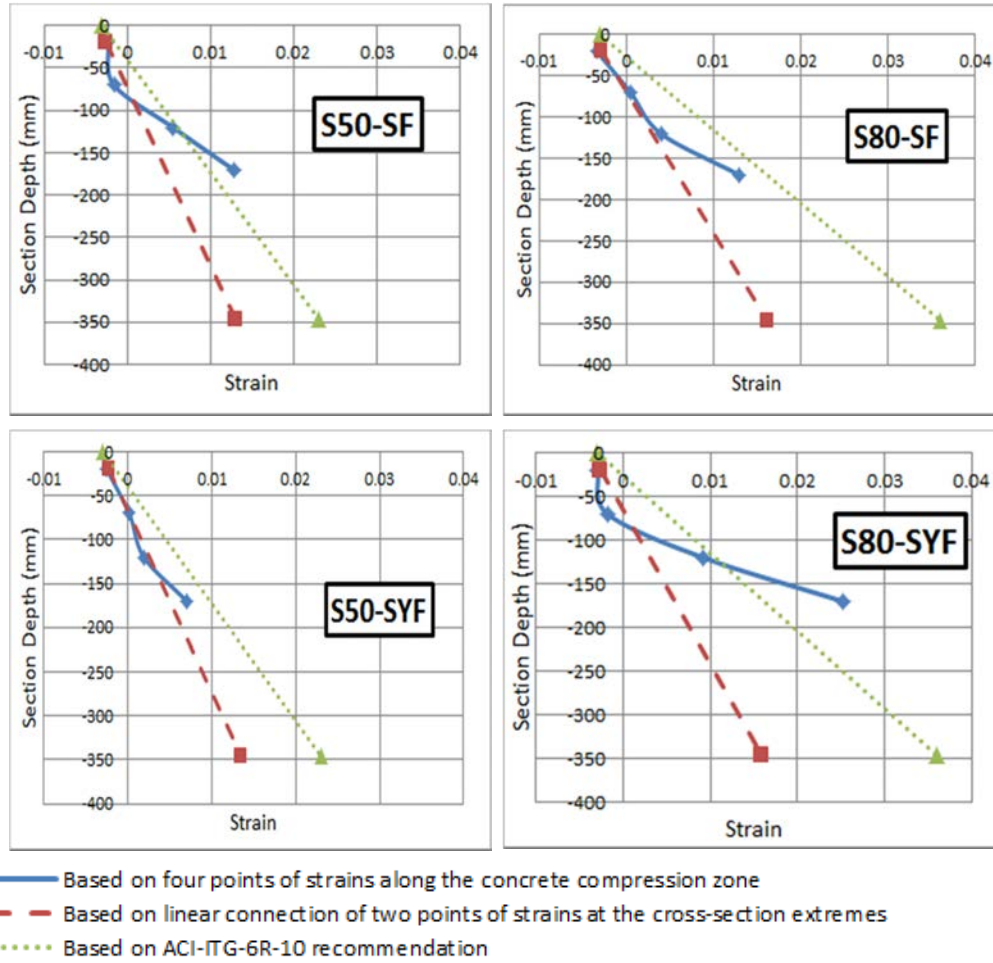 0
-0.01 0 0.01 0.02 0.03 0.04
-50
-100
-150
-200
-250
-300
-350
-400
Section Depth (mm)
Strain
S50-SF
0
-0.01 0 0.01 0.02 0.03 0.04
-50
-100
-150
-200
-250
-300
-350
-400
Section Depth (mm)
Strain
S80-SF
0
-0.01 0 0.01 0.02 0.03 0.04
-50
-100
-150
-200
-250
-300
-350
-400
Section Depth (mm)
Strain
S50-SYF
0
-0.01 0 0.01 0.02 0.03 0.04
-50
-100
-150
-200
-250
-300
-350
-400
Section Depth (mm)
Strain
S80-SYF
Based on four points of strains along the concrete compression zone
Based on linear connection of two points of strains at the cross-section extremes
Based on ACI-ITG-6R-10 recommendation